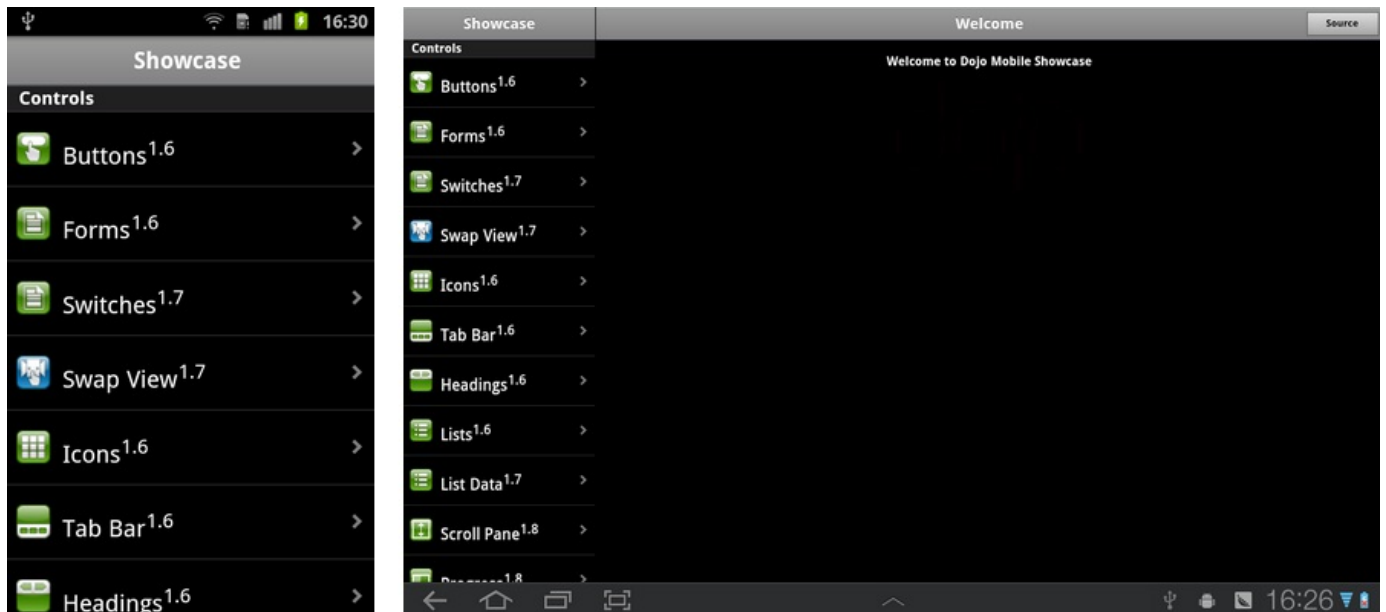 16:30
Showcase
Controls
Buttons1.6
Forms1.6
Switches1.7
Swap View1.7
Icons1.6
Tab Bar1.6
Headings1.6
Showcase
Welcome
Source
Controls
Welcome to Dojo Mobile Showcase
Buttons1.6
Forms1.6
Switches1.7
Swap View1.7
Icons1.6
Tab Bar1.6
Headings1.6
Lists1.6
List Data1.7
Scroll Pane1.8
Progress1.8
16:26